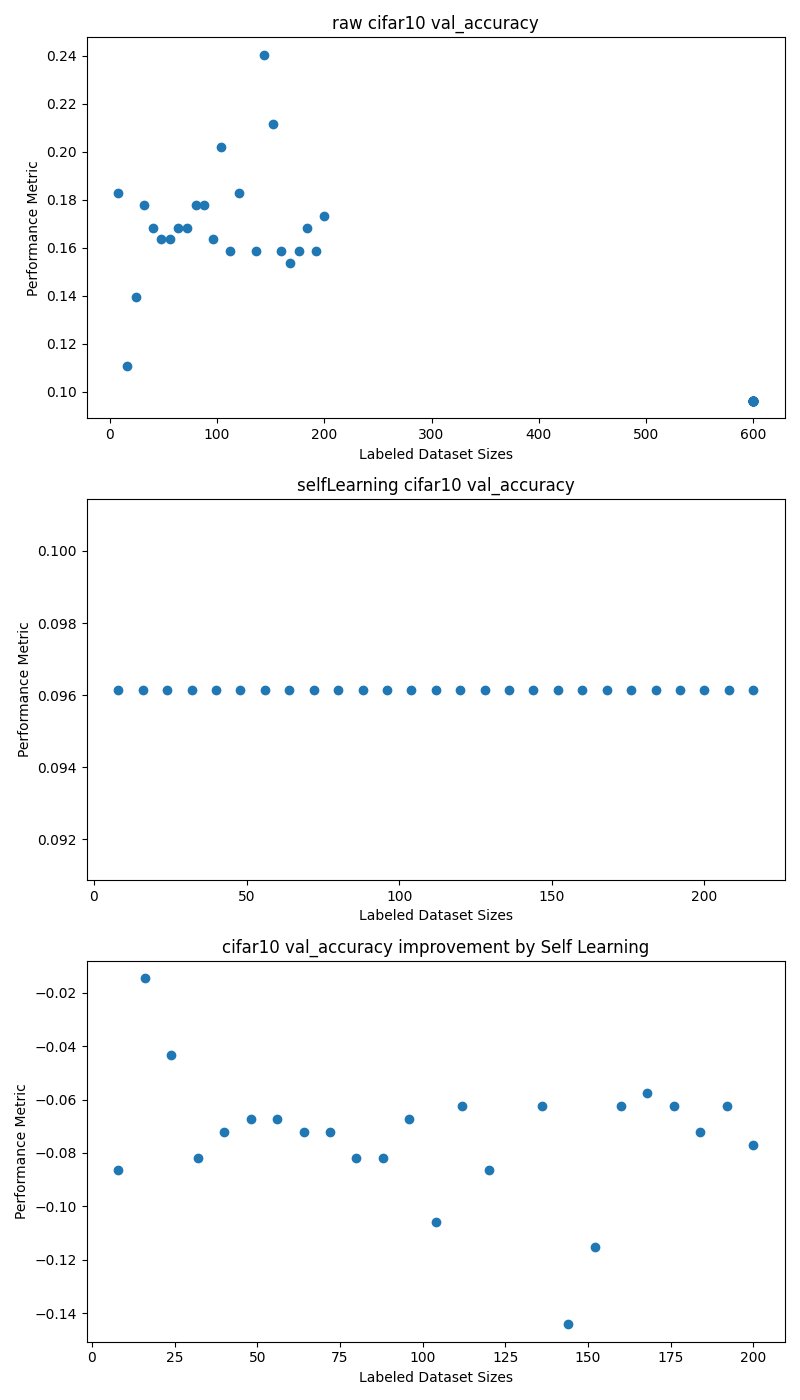 raw cifar10 val_accuracy
0.24
0.22
0.20
0.18
0.16
0.14
0.12
0.10
Performance Metric
0 100 200 300 400 500 600
Labeled Dataset Sizes
selfLearning cifar10 val_accuracy
0.100
0.098
0.096
0.094
0.092
Performance Metric
0 50 100 150 200
Labeled Dataset Sizes
cifar10 val_accuracy improvement by Self Learning
−0.02
−0.04
−0.06
−0.08
−0.10
−0.12
−0.14
Performance Metric
0 25 50 75 100 125 150 175 200
Labeled Dataset Sizes